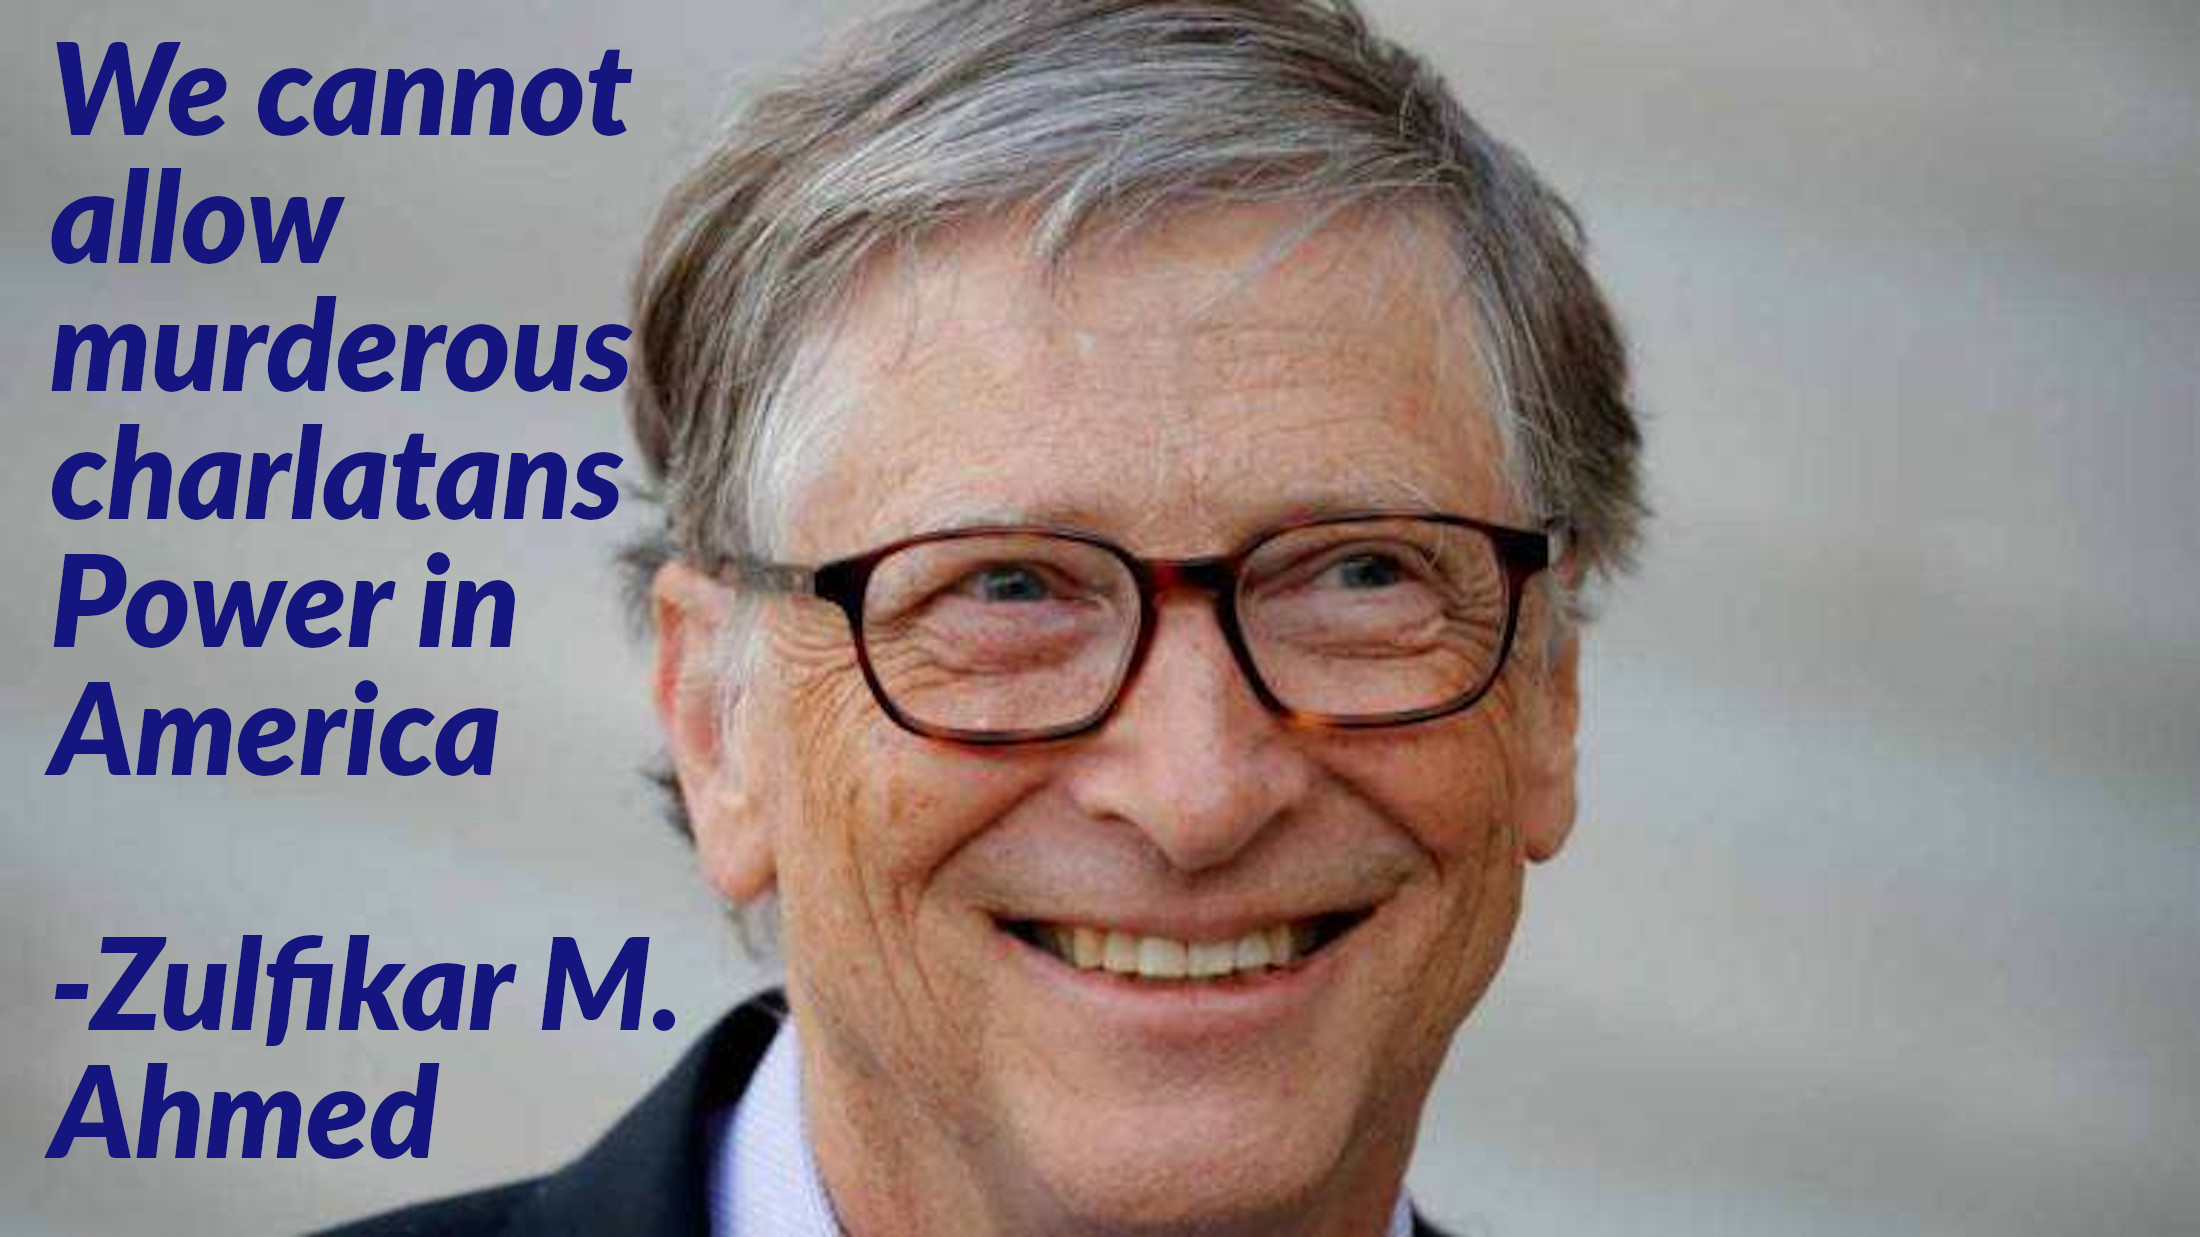 We cannot
allow
murderous
charlatans
Power in
America
-Zulfikar M.
Ahmed